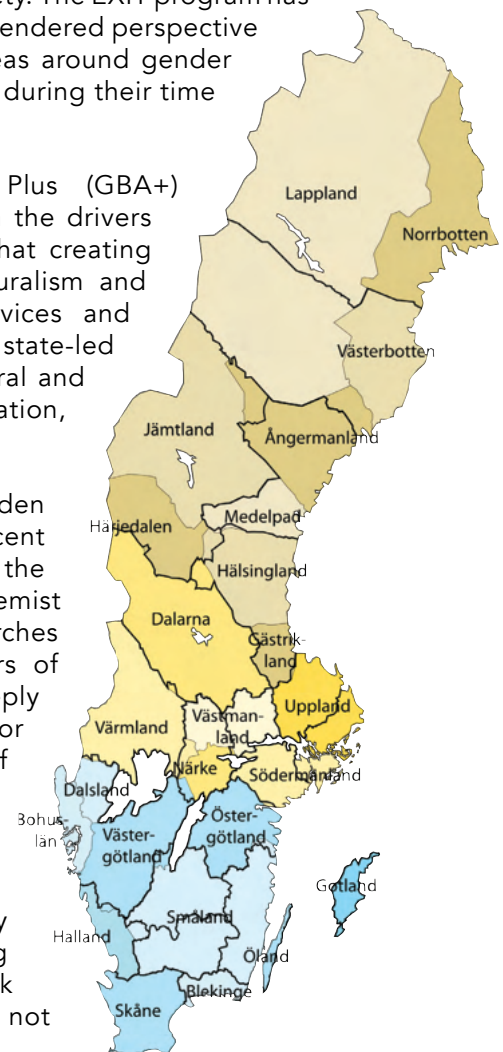 ety. The EXIT program has
endered perspective
eas around gender
during their time
Plus (GBA+)
the drivers
hat creating
uralism and
vices and
state-led
ral and
ation,
den
cent
the
emist
rches
rs of
ply
or
f
y
g
k
not
Lappland
Norrbotten
Västerbotten
Jämtland
Ångermanland
Medelpad
Härjedalen
Hälsingland
Dalarna
Gästrik-
land
Uppland
Västman-
land
Värmland
Närke
Södermanland
Dalsland
Bohus-
län
Väster-
götland
Öster-
götland
Gotland
Småland
Halland
Öland
Blekinge
Skåne